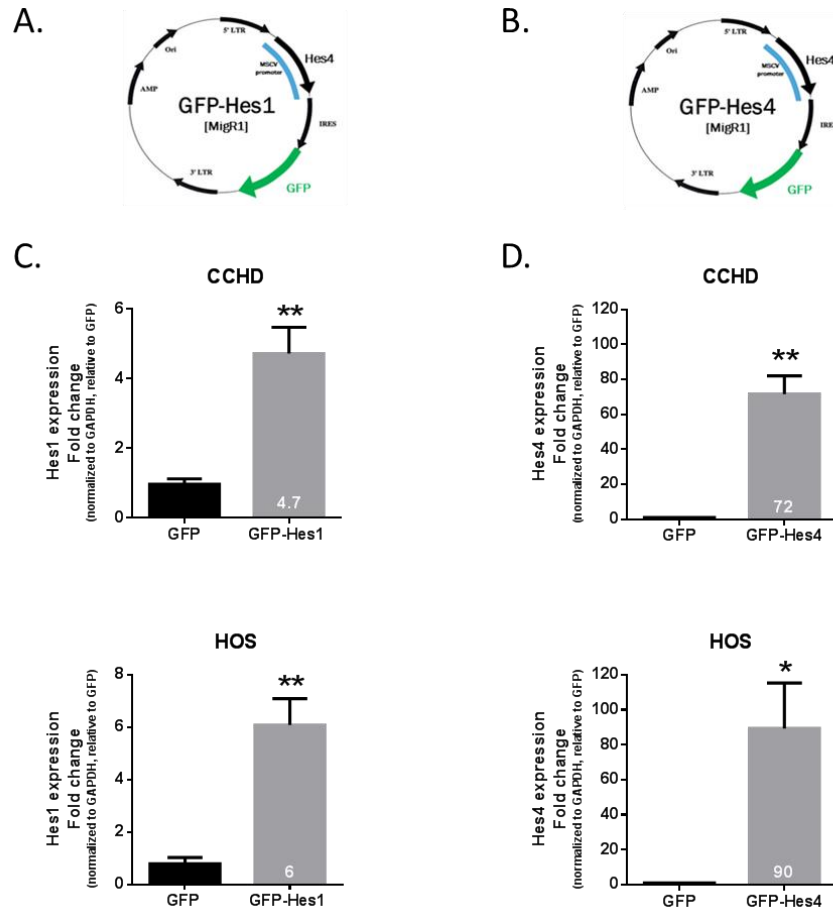 A.
5' LTR
Ori
Hes4
MSCV
promoter
AMP
GFP-Hes1
[MigR1]
IRES
3' LTR
GFP
B.
5' LTR
Ori
Hes4
MSCV
promoter
AMP
GFP-Hes4
[MigR1]
IRE
3' LTR
GFP
C.
CCHD
Hes1 expression
Fold change
(normalized to GAPDH, relative to GFP)
6
4
2
0
**
4.7
GFP
GFP-Hes1
D.
CCHD
Hes4 expression
Fold change
(normalized to GAPDH, relative to GFP)
120
100
80
60
40
20
0
**
72
GFP
GFP-Hes4
HOS
Hes1 expression
Fold change
(normalized to GAPDH, relative to GFP)
8
6
4
2
0
**
6
GFP
GFP-Hes1
HOS
Hes4 expression
Fold change
(normalized to GAPDH, relative to GFP)
120
100
80
60
40
20
0
*
90
GFP
GFP-Hes4